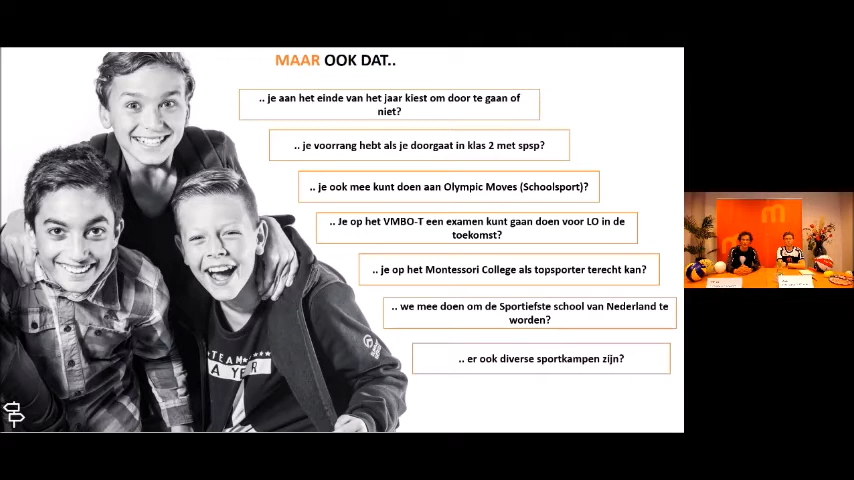 MAAR OOK DAT..
.. je aan het einde van het jaar kiest om door te gaan of
niet?
.. je voorrang hebt als je doorgaat in klas 2 met spsp?
.. je ook mee kunt doen aan Olympic Moves (Schoolsport)?
.. Je op het VMBO-T een examen kunt gaan doen voor LO in de
toekomst?
.. je op het Montessori College als topsporter terecht kan?
.. we mee doen om de Sportiefste school van Nederland te
worden?
.. er ook diverse sportkampen zijn?
TEAM
m